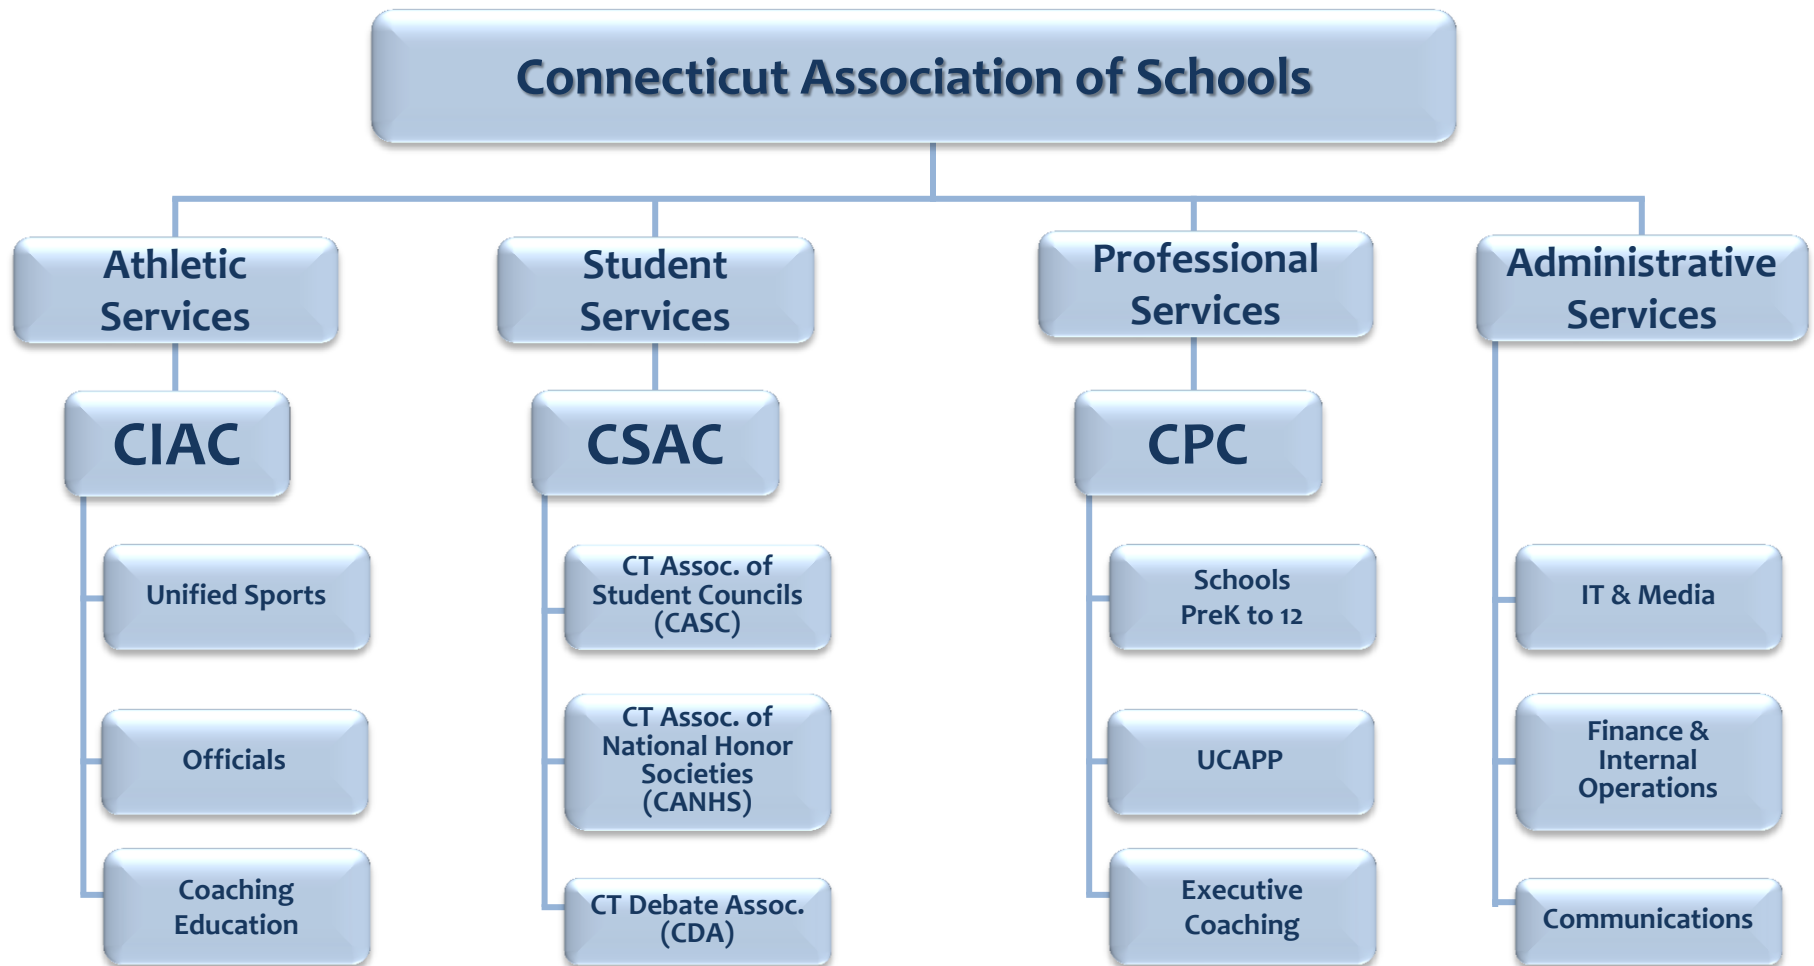 Connecticut Association of Schools
Athletic
Services
Student
Services
Professional
Services
Administrative
Services
CIAC
CSAC
CPC
Unified Sports
CT Assoc. of
Student Councils
(CASC)
Schools
PreK to 12
IT & Media
Officials
CT Assoc. of
National Honor
Societies
(CANHS)
UCAPP
Finance &
Internal
Operations
Coaching
Education
CT Debate Assoc.
(CDA)
Executive
Coaching
Communications